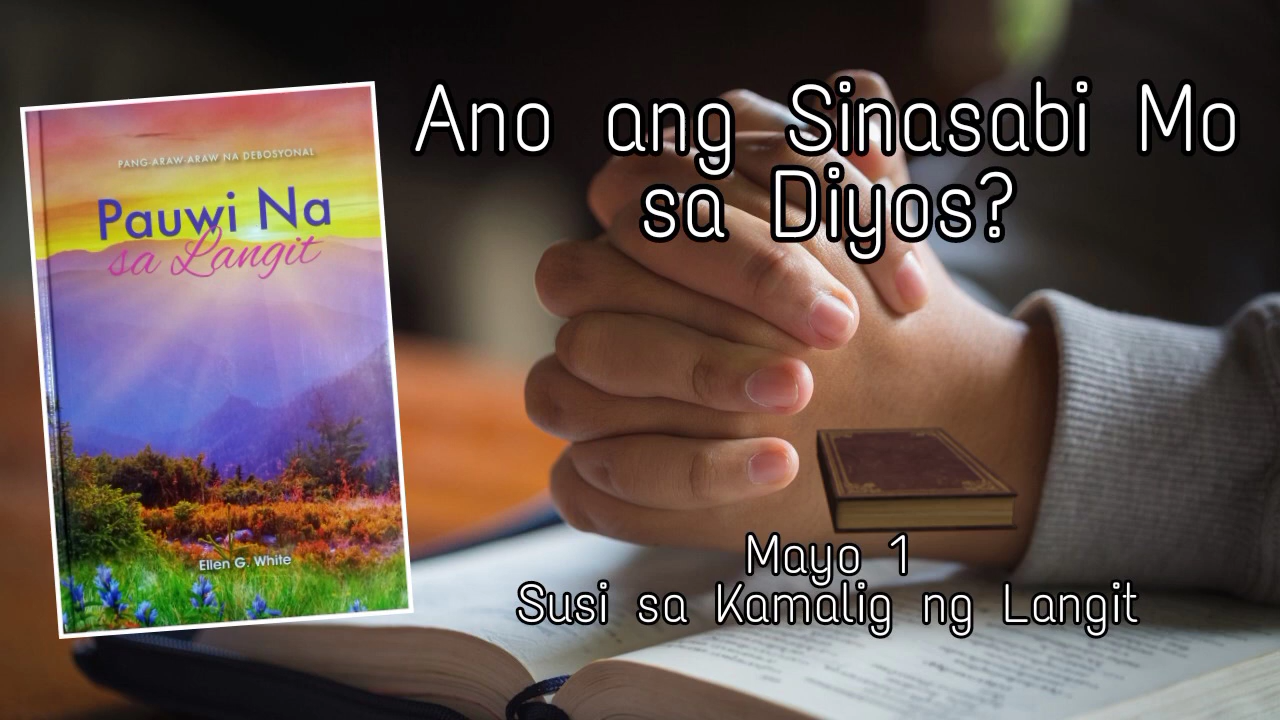 PANG-ARAW-ARAW NA DEBOSYONAL
Pauwi Na
sa Langit
Ellen G. White
Ano ang Sinasabi Mo
sa Diyos?
Mayo 1
Susi sa Kamalig ng Langit